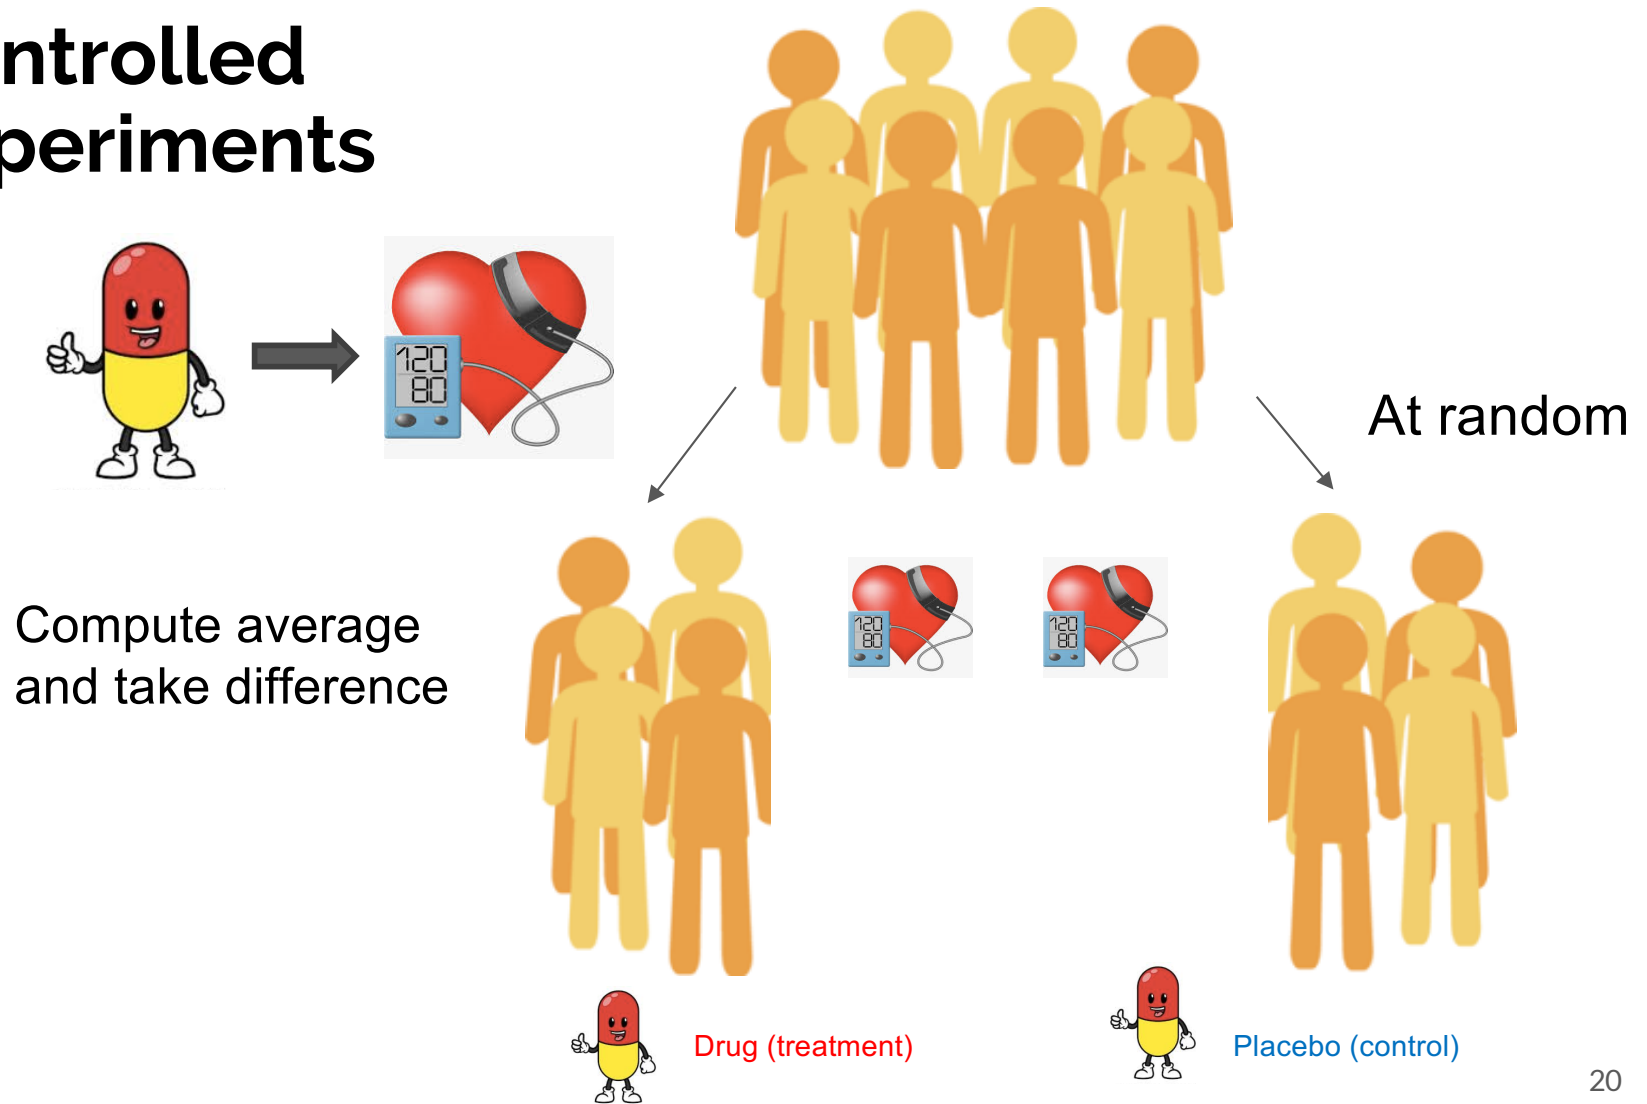 ntrolled
periments
120
80
At random
Compute average
and take difference
120
80
120
80
Drug (treatment)
Placebo (control)
20